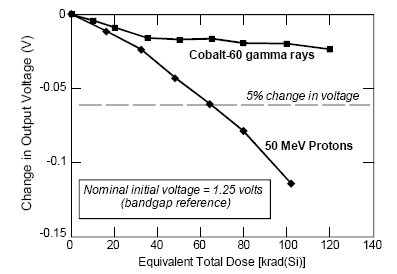 0
-0.05
-0.1
-0.15
Change in Output Voltage (V)
Cobalt-60 gamma rays
5% change in voltage
50 MeV Protons
Nominal initial voltage = 1.25 volts
(bandgap reference)
0 20 40 60 80 100 120 140
Equivalent Total Dose [krad(Si)]